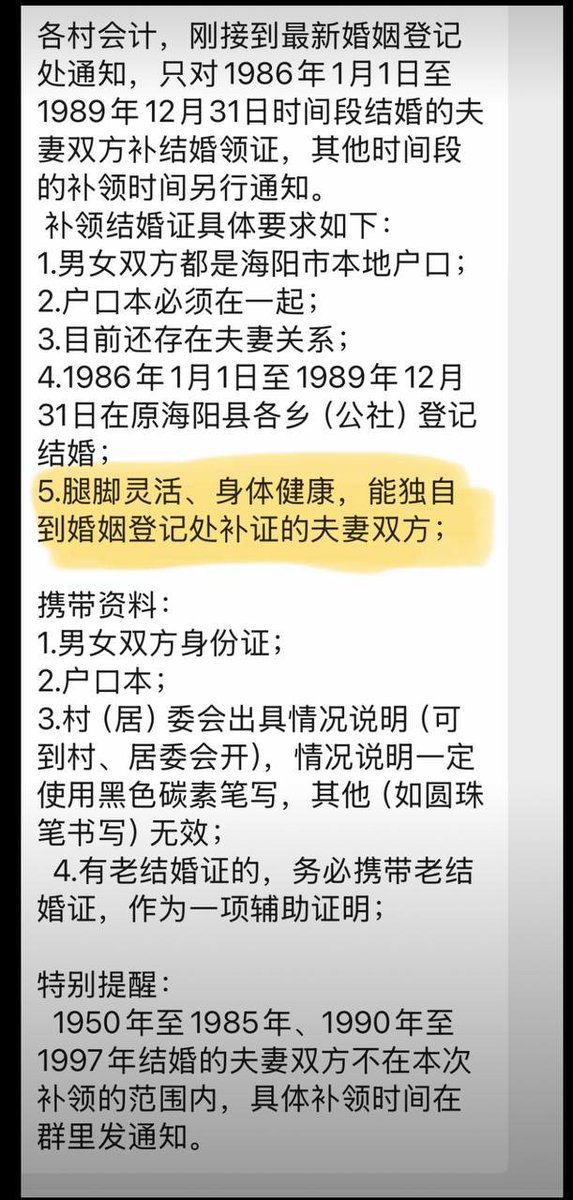 各村会计，刚接到最新婚姻登记
处通知，只对1986年1月1日至
1989年12月31日时间段结婚的夫
妻双方补结婚领证，其他时间段
的补领时间另行通知。
补领结婚证具体要求如下：
1.男女双方都是海阳市本地户口；
2.户口本必须在一起；
3.目前还存在夫妻关系；
4.1986年1月1日至1989年12月
31日在原海阳县各乡（公社）登记
结婚；
5.腿脚灵活、身体健康，能独自
到婚姻登记处补证的夫妻双方；
携带资料：
1.男女双方身份证；
2.户口本；
3.村（居）委会出具情况说明（可
到村、居委会开），情况说明一定
使用黑色碳素笔写，其他（如圆珠
笔书写）无效；
4.有老结婚证的，务必携带老结
婚证，作为一项辅助证明；
特别提醒：
1950年至1985年、1990年至
1997年结婚的夫妻双方不在本次
补领的范围内，具体补领时间在
群里发通知。